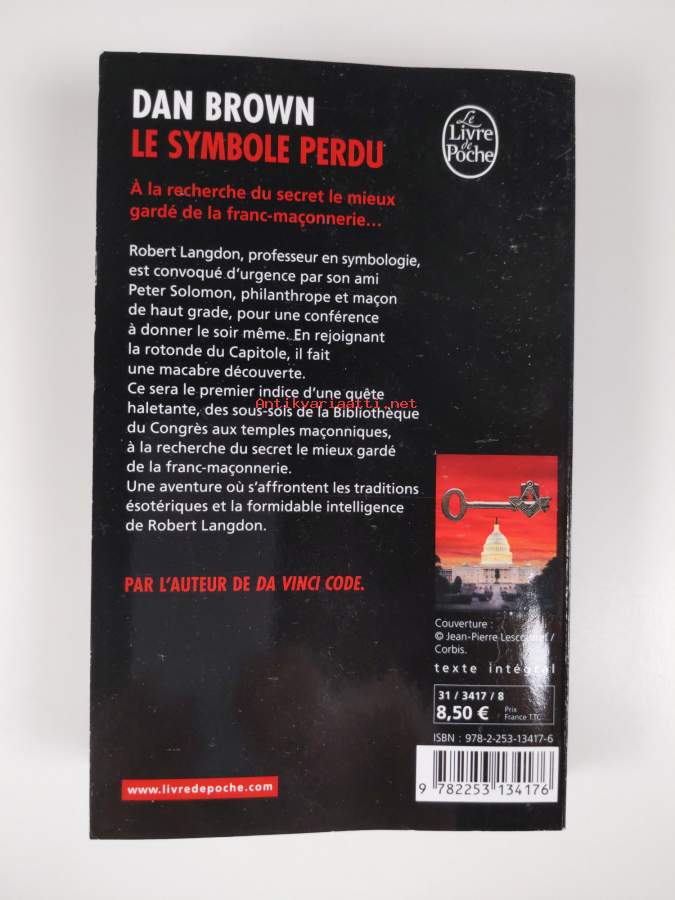 DAN BROWN
LE SYMBOLE PERDU
Le
Livre
de
Poche
À la recherche du secret le mieux
gardé de la franc-maçonnerie...
Robert Langdon, professeur en symbologie,
est convoqué d'urgence par son ami
Peter Solomon, philanthrope et maçon
de haut grade, pour une conférence
à donner le soir même. En rejoignant
la rotonde du Capitole, il fait
une macabre découverte.
Ce sera le premier indice d'une quête
Antikvariaatti.net
haletante, des sous-sols de la Bibliothèque
du Congrès aux temples maçonniques,
à la recherche du secret le mieux gardé
de la franc-maçonnerie.
Une aventure où s'affrontent les traditions
ésotériques et la formidable intelligence
de Robert Langdon.
PAR L'AUTEUR DE DA VINCI CODE.
Couverture :
© Jean-Pierre /
Corbis.
texte intégral
31 / 3417 / 8
8,50 € Prix
France TTC
ISBN : 978-2-253-13417-6
9 782253 134176
www.livredepoche.com